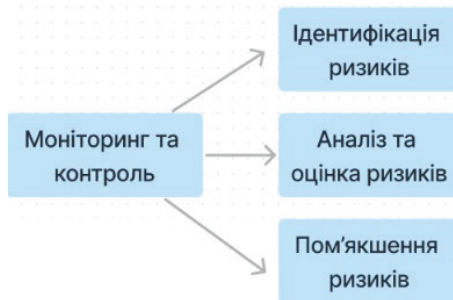 Ідентифікація
ризиків
Моніторинг та
контроль
Аналіз та
оцінка ризиків
Пом’якшення
ризиків